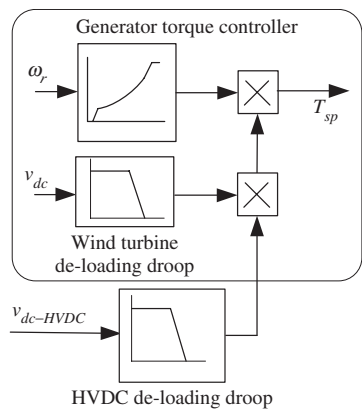 Generator torque controller
ω_r
T_sp
v_dc
Wind turbine
de-loading droop
v_dc–HVDC
HVDC de-loading droop